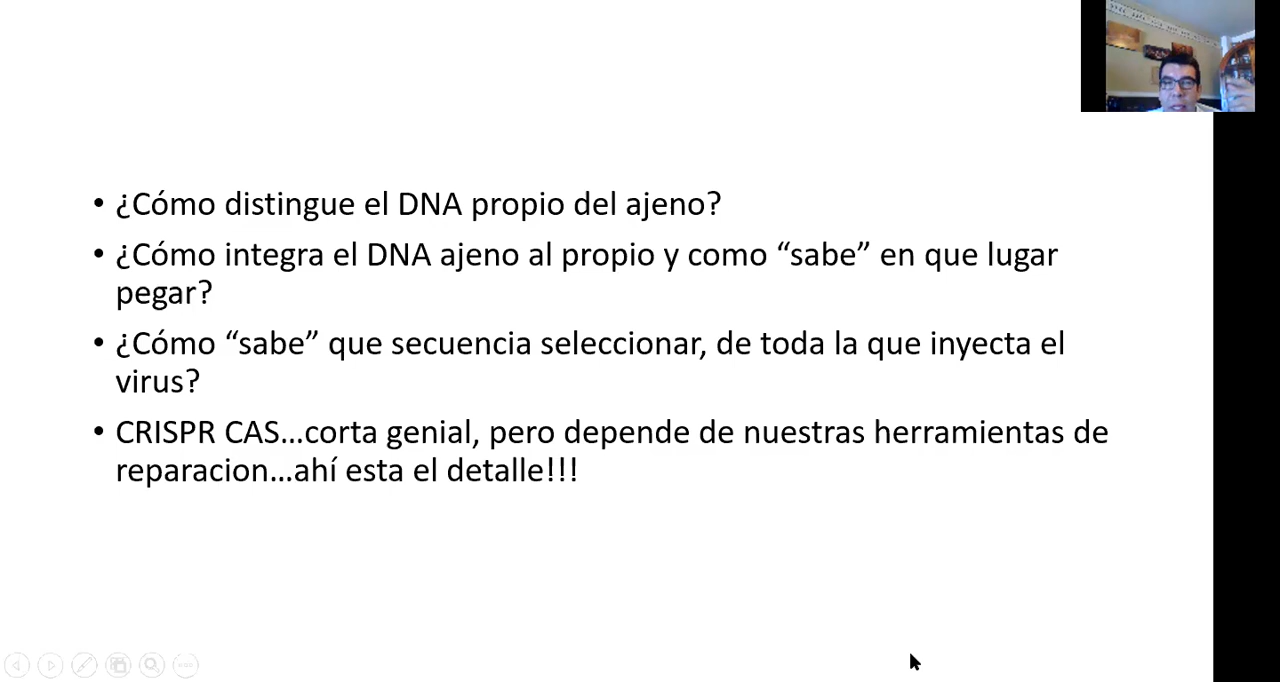 • ¿Cómo distingue el DNA propio del ajeno?
• ¿Cómo integra el DNA ajeno al propio y como “sabe” en que lugar
pegar?
• ¿Cómo “sabe” que secuencia seleccionar, de toda la que inyecta el
virus?
• CRISPR CAS…corta genial, pero depende de nuestras herramientas de
reparacion…ahí esta el detalle!!!